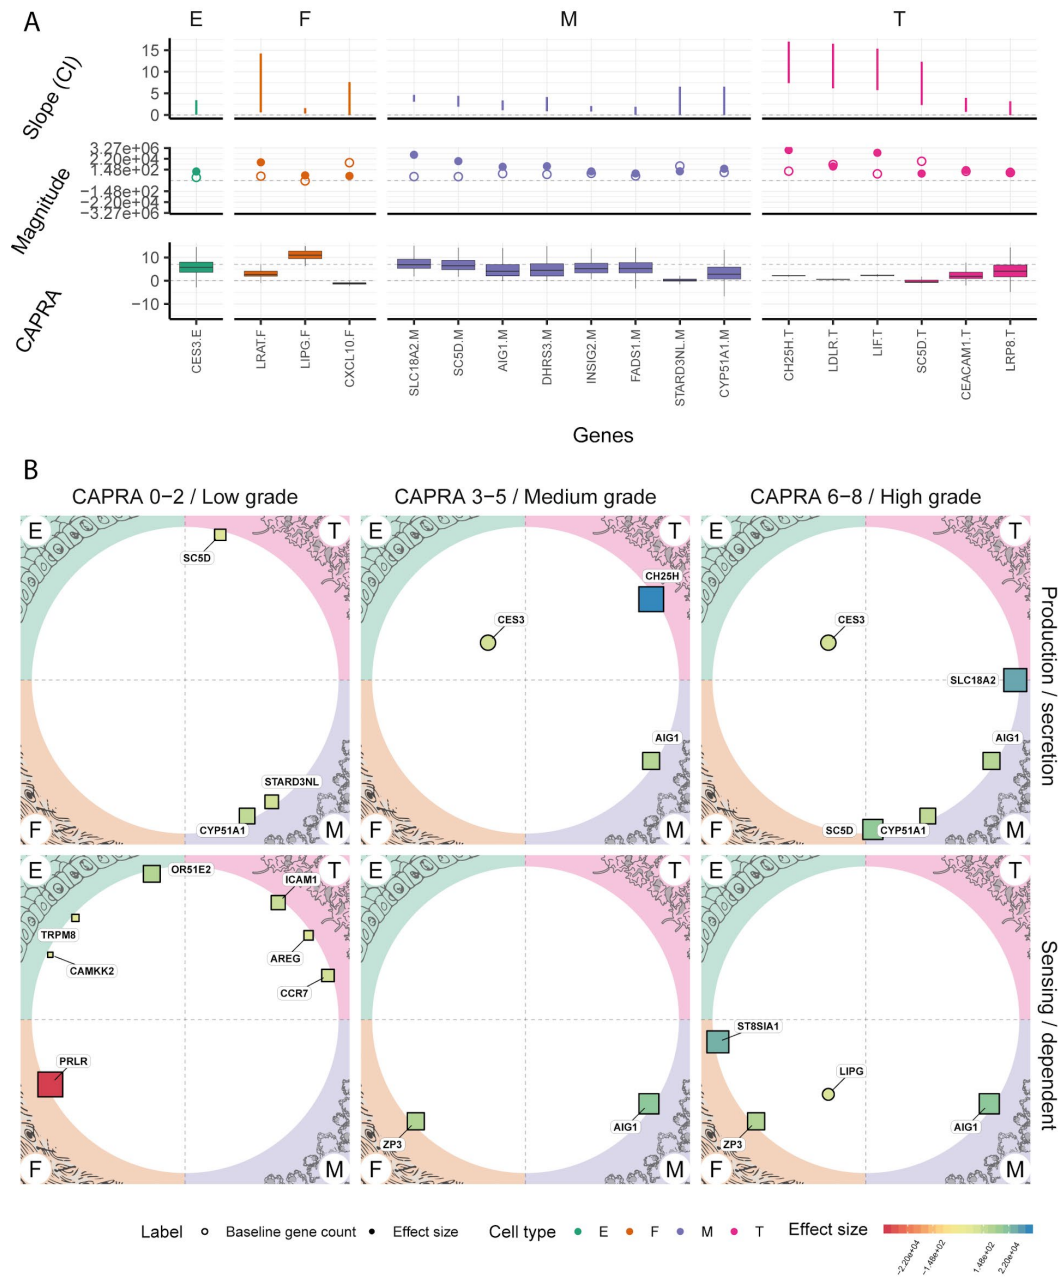 A
E F M T
Slope (CI)
15
10
5
0
Magnitude
3.27e+06
2.20e+04
1.48e+02
−1.48e+02
−2.20e+04
−3.27e+06
CAPRA
10
0
−10
CES3.E
LRAT.F
LIPG.F
CXCL10.F
SLC18A2.M
SC5D.M
AIG1.M
DHRS3.M
INSIG2.M
FADS1.M
STARD3NL.M
CYP51A1.M
CH25H.T
LDLR.T
LIF.T
SC5D.T
CEACAM1.T
LRP8.T
Genes
B
CAPRA 0−2 / Low grade
CAPRA 3−5 / Medium grade
CAPRA 6−8 / High grade
E T
SC5D
STARD3NL
CYP51A1
F M
E T
CH25H
CES3
AIG1
F M
E T
CES3
SLC18A2
AIG1
SC5D
CYP51A1
F M
Production / secretion
E T
OR51E2
ICAM1
TRPM8
AREG
CAMKK2
CCR7
PRLR
F M
E T
AIG1
ZP3
F M
E T
ST8SIA1
LIPG
AIG1
ZP3
F M
Sensing / dependent
Label Baseline gene count Effect size Cell type E F M T Effect size
−2.20e+04
−1.48e+02
1.48e+02
2.20e+04